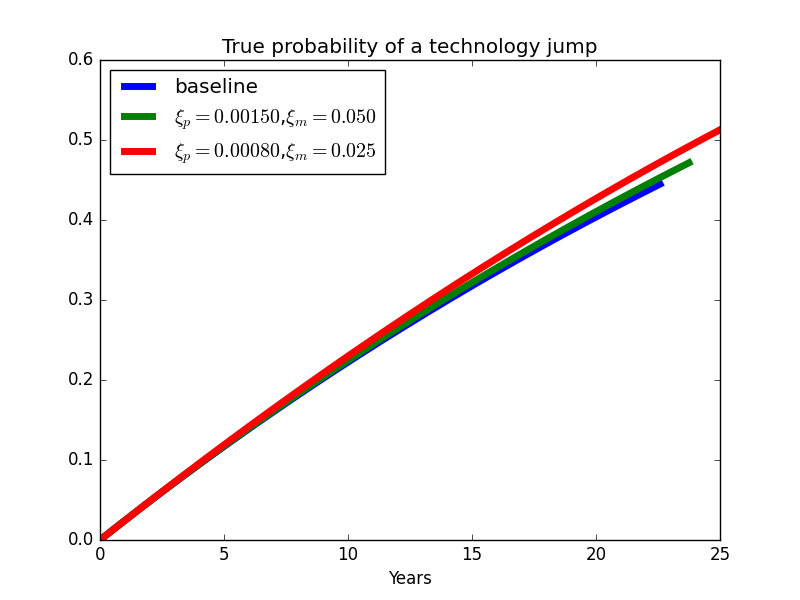 True probability of a technology jump
0.6
0.5
0.4
0.3
0.2
0.1
0.0
baseline
ξₚ = 0.00150,ξₘ = 0.050
ξₚ = 0.00080,ξₘ = 0.025
0 5 10 15 20 25
Years